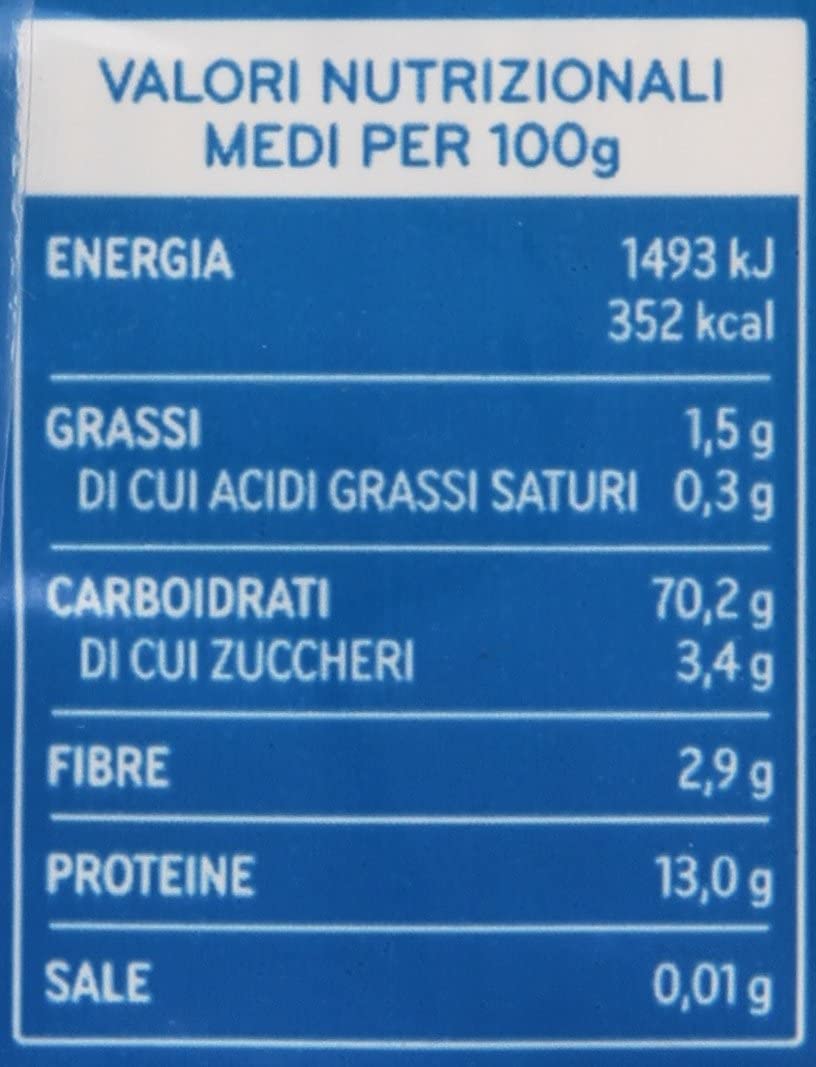 VALORI NUTRIZIONALI
MEDI PER 100g
ENERGIA 1493 kJ
352 kcal
GRASSI 1,5 g
DI CUI ACIDI GRASSI SATURI 0,3 g
CARBOIDRATI 70,2 g
DI CUI ZUCCHERI 3,4 g
FIBRE 2,9 g
PROTEINE 13,0 g
SALE 0,01 g